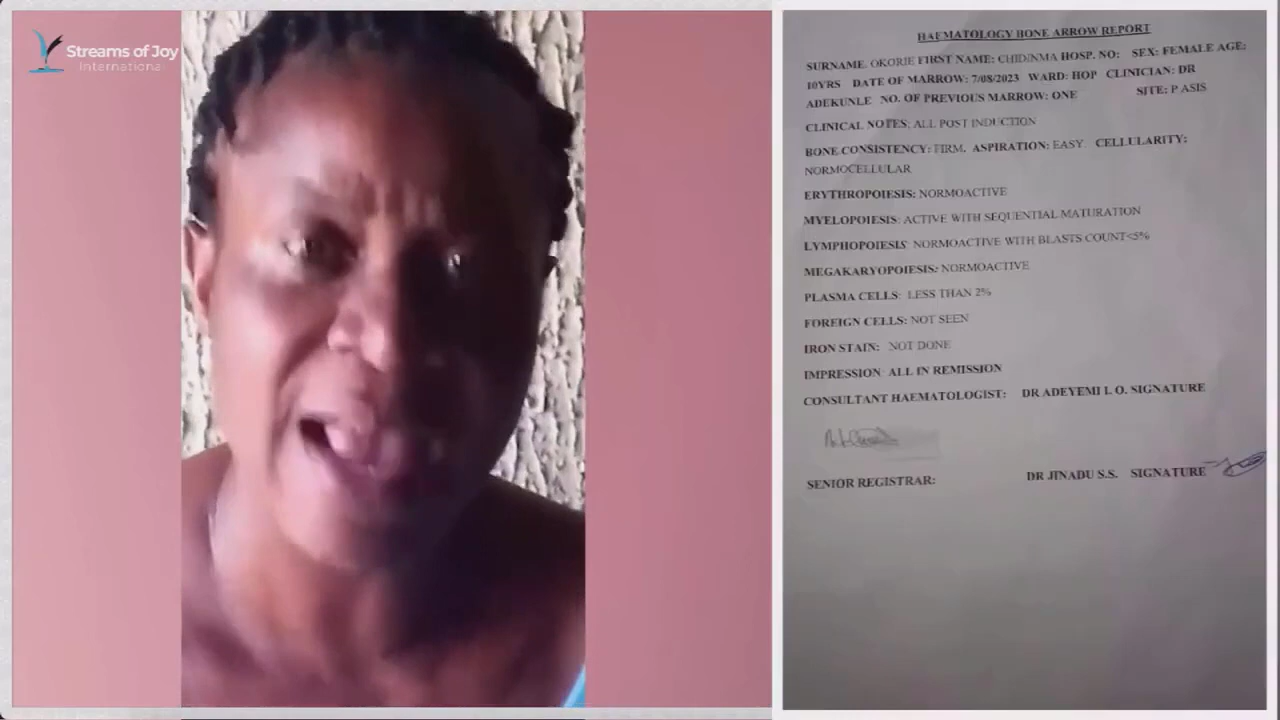 Streams of Joy
International
HAEMATOLOGY BONE ARROW REPORT
SURNAME: OKORIE FIRST NAME: CHIDINMA HOSP. NO: SEX: FEMALE AGE:
10YRS DATE OF MARROW: 7/08/2023 WARD: HOP CLINICIAN: DR
ADEKUNLE NO. OF PREVIOUS MARROW: ONE SITE: P ASIS
CLINICAL NOTES: ALL POST INDUCTION
BONE CONSISTENCY: FIRM. ASPIRATION: EASY. CELLULARITY:
NORMOCELLULAR
ERYTHROPOIESIS: NORMOACTIVE
MYELOPOIESIS: ACTIVE WITH SEQUENTIAL MATURATION
LYMPHOPOIESIS NORMOACTIVE WITH BLASTS COUNT<5%
MEGAKARYOPOIESIS: NORMOACTIVE
PLASMA CELLS: LESS THAN 2%
FOREIGN CELLS: NOT SEEN
IRON STAIN: NOT DONE
IMPRESSION: ALL IN REMISSION
CONSULTANT HAEMATOLOGIST: DR ADEYEMI I. O. SIGNATURE
SENIOR REGISTRAR: DR JINADU S.S. SIGNATURE